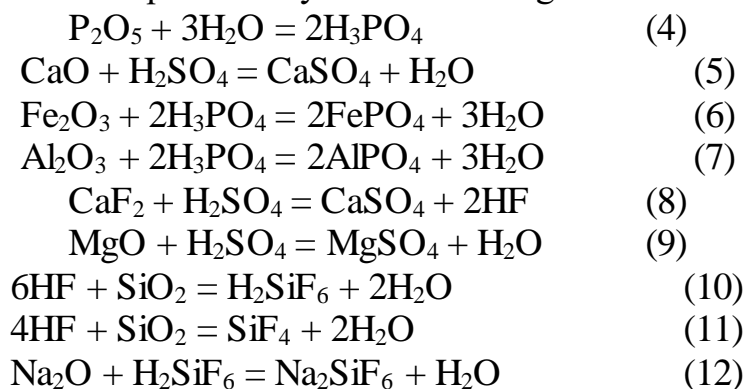 P₂O₅ + 3H₂O = 2H₃PO₄ (4)
CaO + H₂SO₄ = CaSO₄ + H₂O (5)
Fe₂O₃ + 2H₃PO₄ = 2FePO₄ + 3H₂O (6)
Al₂O₃ + 2H₃PO₄ = 2AlPO₄ + 3H₂O (7)
CaF₂ + H₂SO₄ = CaSO₄ + 2HF (8)
MgO + H₂SO₄ = MgSO₄ + H₂O (9)
6HF + SiO₂ = H₂SiF₆ + 2H₂O (10)
4HF + SiO₂ = SiF₄ + 2H₂O (11)
Na₂O + H₂SiF₆ = Na₂SiF₆ + H₂O (12)